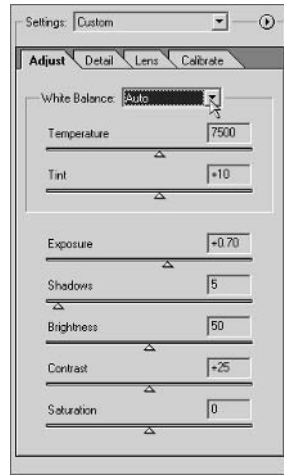 Settings: Custom
Adjust Detail Lens Calibrate
White Balance: Auto
Temperature 7500
Tint +10
Exposure +0.70
Shadows 5
Brightness 50
Contrast +25
Saturation 0